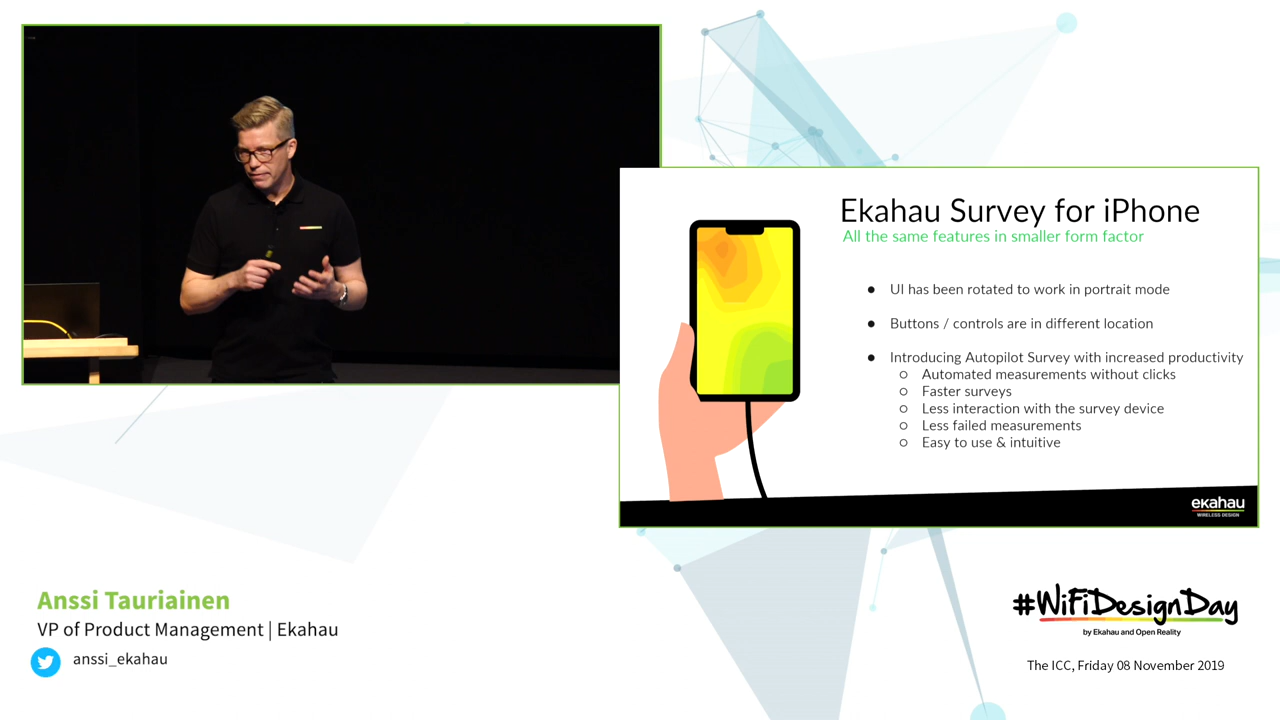 Ekahau Survey for iPhone
All the same features in smaller form factor
● UI has been rotated to work in portrait mode
● Buttons / controls are in different location
● Introducing Autopilot Survey with increased productivity
○ Automated measurements without clicks
○ Faster surveys
○ Less interaction with the survey device
○ Less failed measurements
○ Easy to use & intuitive
ekahau
WIRELESS DESIGN
Anssi Tauriainen
VP of Product Management | Ekahau
anssi_ekahau
#WiFiDesignDay
by Ekahau and Open Reality
The ICC, Friday 08 November 2019